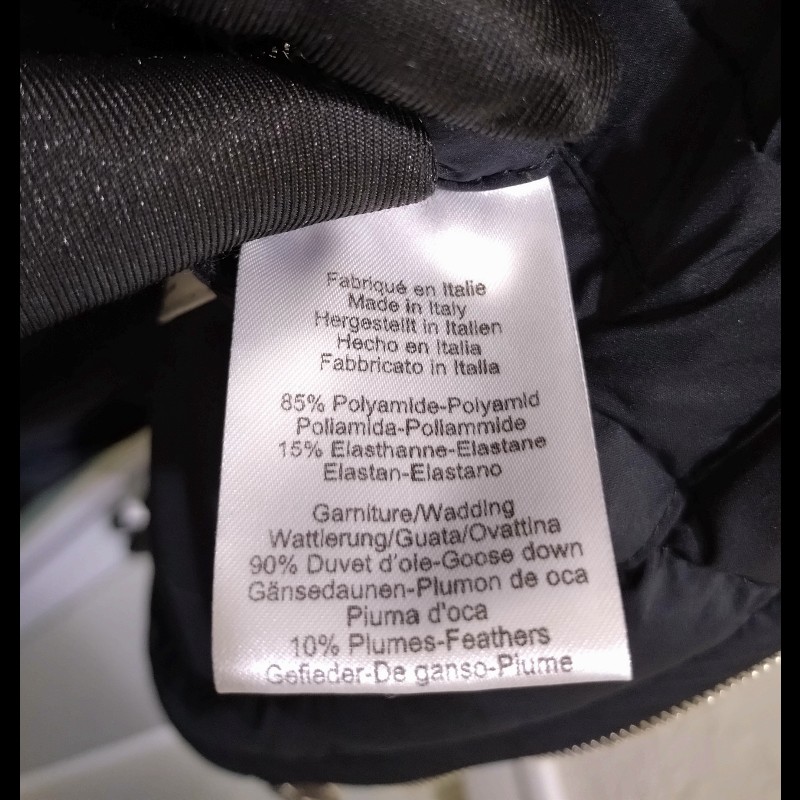 Fabriqué en Italie
Made in Italy
Hergestellt in Italien
Hecho en Italia
Fabbricato in Italia
85% Polyamide-Polyamid
Poliamida-Poliammide
15% Elasthanne-Elastane
Elastan-Elastano
Garniture/Wadding
Wattierung/Guata/Ovattina
90% Duvet d'oie-Goose down
Gänsedaunen-Plumon de oca
Piuma d'oca
10% Plumes-Feathers
Gefieder-De ganso-Piume